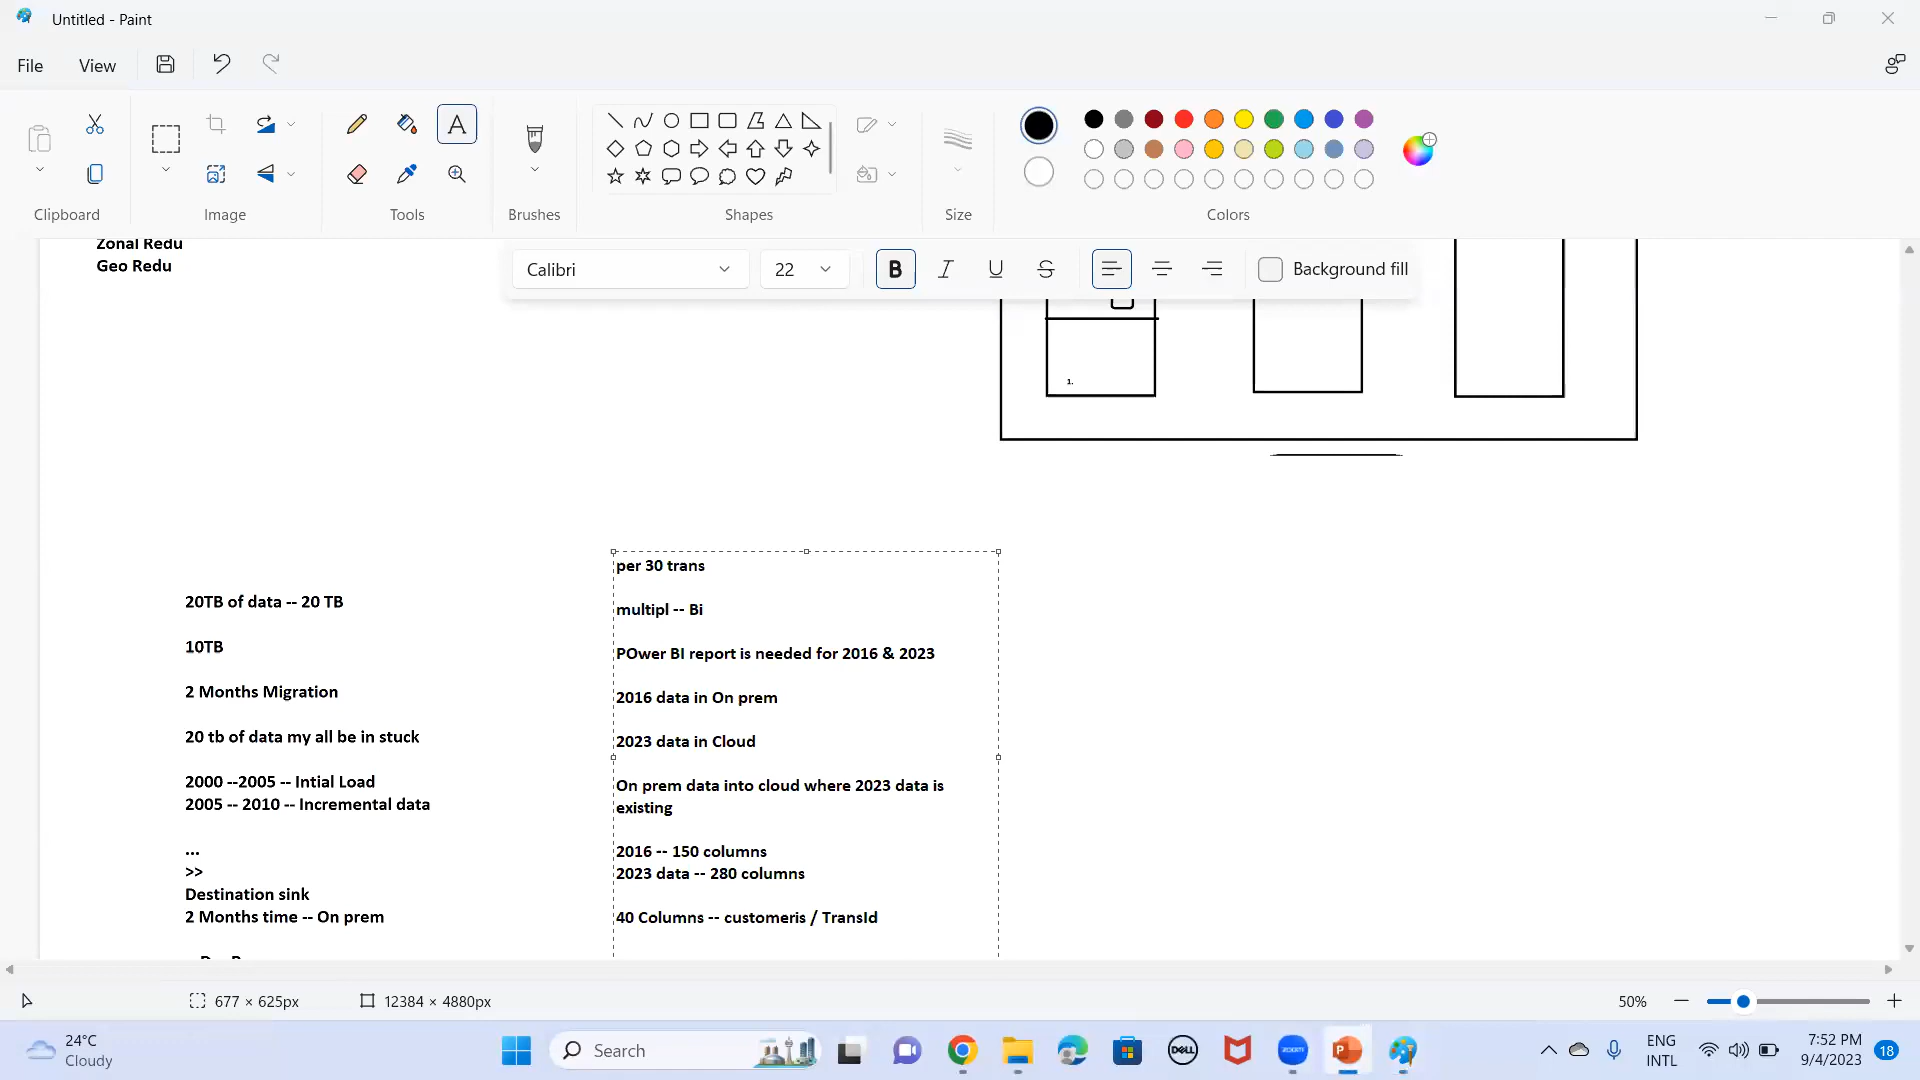 Untitled - Paint
File
View
Clipboard
Image
Tools
Brushes
Shapes
Size
Colors
Zonal Redu
Geo Redu
Calibri
22
B
Background fill
1.
20TB of data -- 20 TB
10TB
2 Months Migration
20 tb of data my all be in stuck
2000 --2005 -- Intial Load
2005 -- 2010 -- Incremental data
...
>>
Destination sink
2 Months time -- On prem
per 30 trans
multipl -- Bi
POwer BI report is needed for 2016 & 2023
2016 data in On prem
2023 data in Cloud
On prem data into cloud where 2023 data is
existing
2016 -- 150 columns
2023 data -- 280 columns
40 Columns -- customeris / TransId
677 × 625px
12384 × 4880px
50%
24°C
Cloudy
Search
DELL
zoom
ENG
INTL
7:52 PM
9/4/2023
18